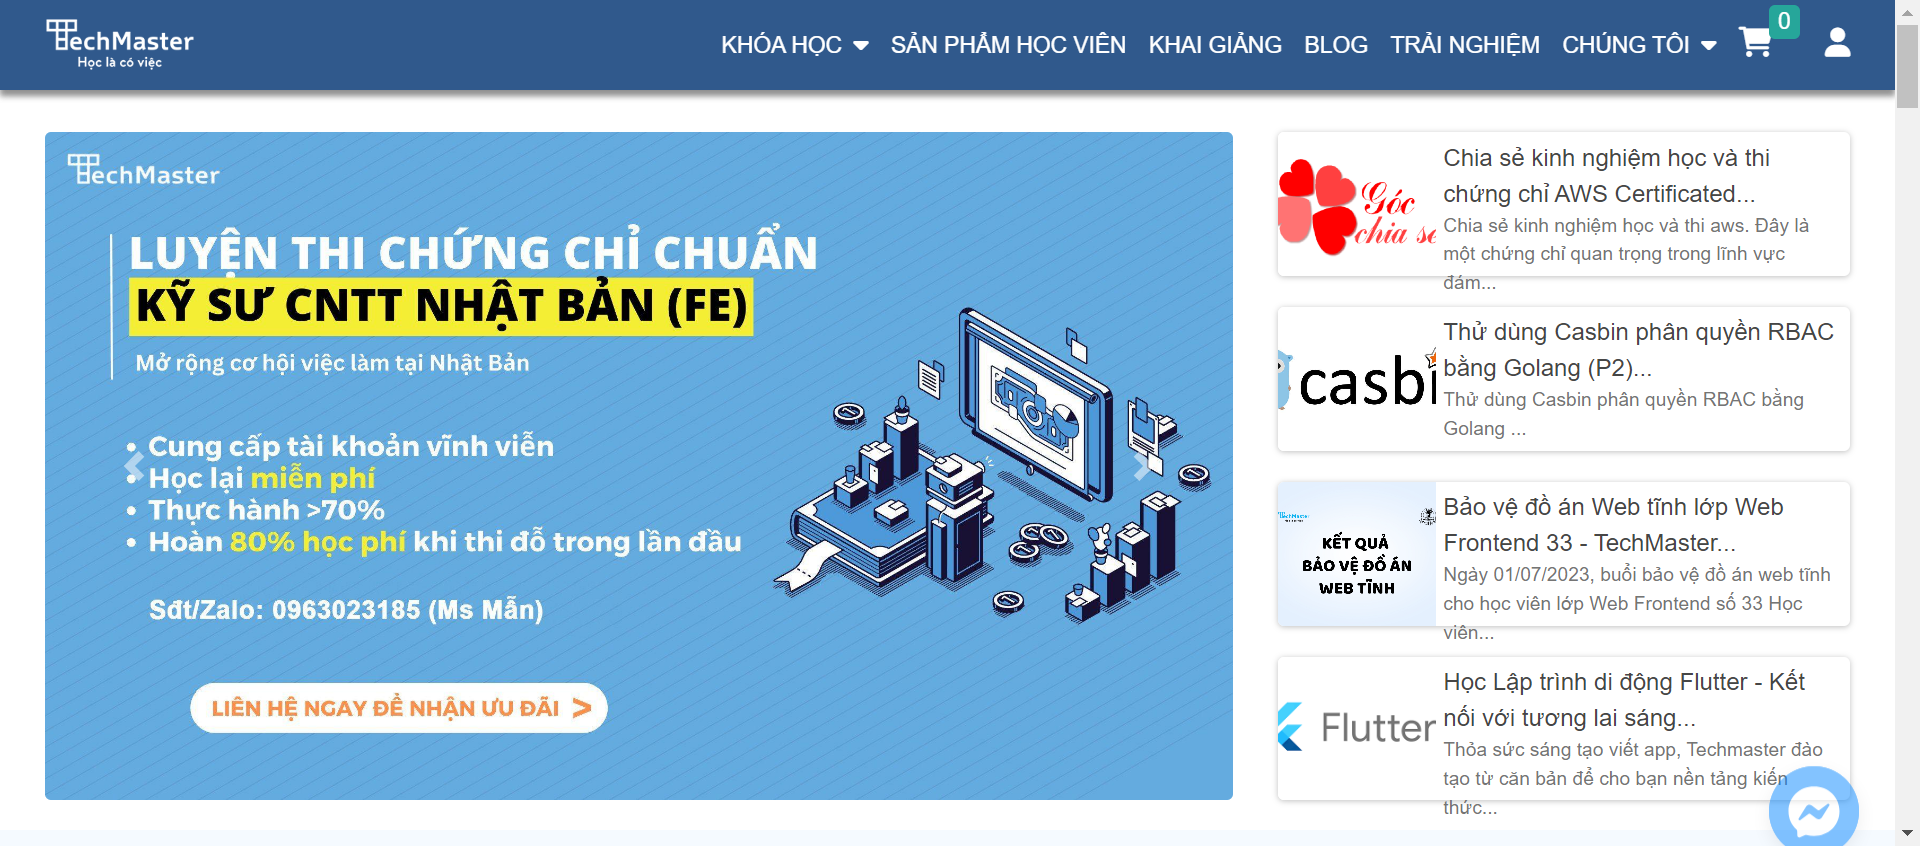 TechMaster
Học là có việc
KHÓA HỌC
SẢN PHẨM HỌC VIÊN
KHAI GIẢNG
BLOG
TRẢI NGHIỆM
CHÚNG TÔI
0
TechMaster
LUYỆN THI CHỨNG CHỈ CHUẨN
KỸ SƯ CNTT NHẬT BẢN (FE)
Mở rộng cơ hội việc làm tại Nhật Bản
• Cung cấp tài khoản vĩnh viễn
• Học lại miễn phí
• Thực hành >70%
• Hoàn 80% học phí khi thi đỗ trong lần đầu
Sđt/Zalo: 0963023185 (Ms Mẫn)
LIÊN HỆ NGAY ĐỂ NHẬN ƯU ĐÃI >
Góc
chia sẻ
Chia sẻ kinh nghiệm học và thi
chứng chỉ AWS Certificated...
Chia sẻ kinh nghiệm học và thi aws. Đây là
một chứng chỉ quan trọng trong lĩnh vực
đám...
casbi
Thử dùng Casbin phân quyền RBAC
bằng Golang (P2)...
Thử dùng Casbin phân quyền RBAC bằng
Golang ...
TechMaster
KẾT QUẢ
BẢO VỆ ĐỒ ÁN
WEB TĨNH
Bảo vệ đồ án Web tĩnh lớp Web
Frontend 33 - TechMaster...
Ngày 01/07/2023, buổi bảo vệ đồ án web tĩnh
cho học viên lớp Web Frontend số 33 Học
viên...
Flutter
Học Lập trình di động Flutter - Kết
nối với tương lai sáng...
Thỏa sức sáng tạo viết app, Techmaster đào
tạo từ căn bản để cho bạn nền tảng kiến
thức...